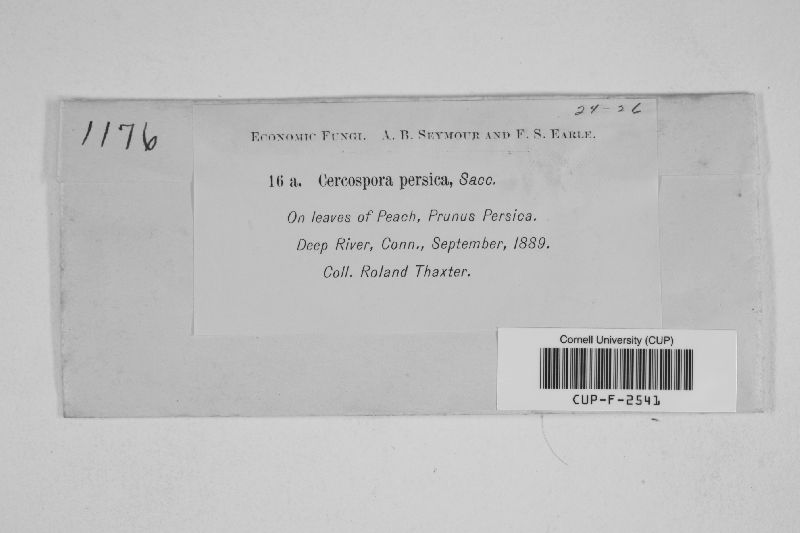 1176
24-26
ECONOMIC FUNGI. A. B. SEYMOUR AND F. S. EARLE.
16 a. Cercospora persica, Sacc.
On leaves of Peach, Prunus Persica.
Deep River, Conn., September, 1889.
Coll. Roland Thaxter.
Cornell University (CUP)
CUP-F-2541